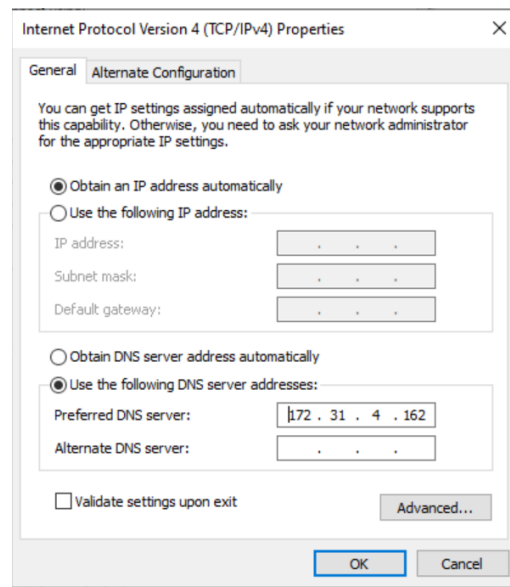 Internet Protocol Version 4 (TCP/IPv4) Properties
General
Alternate Configuration
You can get IP settings assigned automatically if your network supports
this capability. Otherwise, you need to ask your network administrator
for the appropriate IP settings.
Obtain an IP address automatically
Use the following IP address:
IP address:
. . .
Subnet mask:
. . .
Default gateway:
. . .
Obtain DNS server address automatically
Use the following DNS server addresses:
Preferred DNS server:
172 . 31 . 4 . 162
Alternate DNS server:
. . .
Validate settings upon exit
Advanced...
OK
Cancel